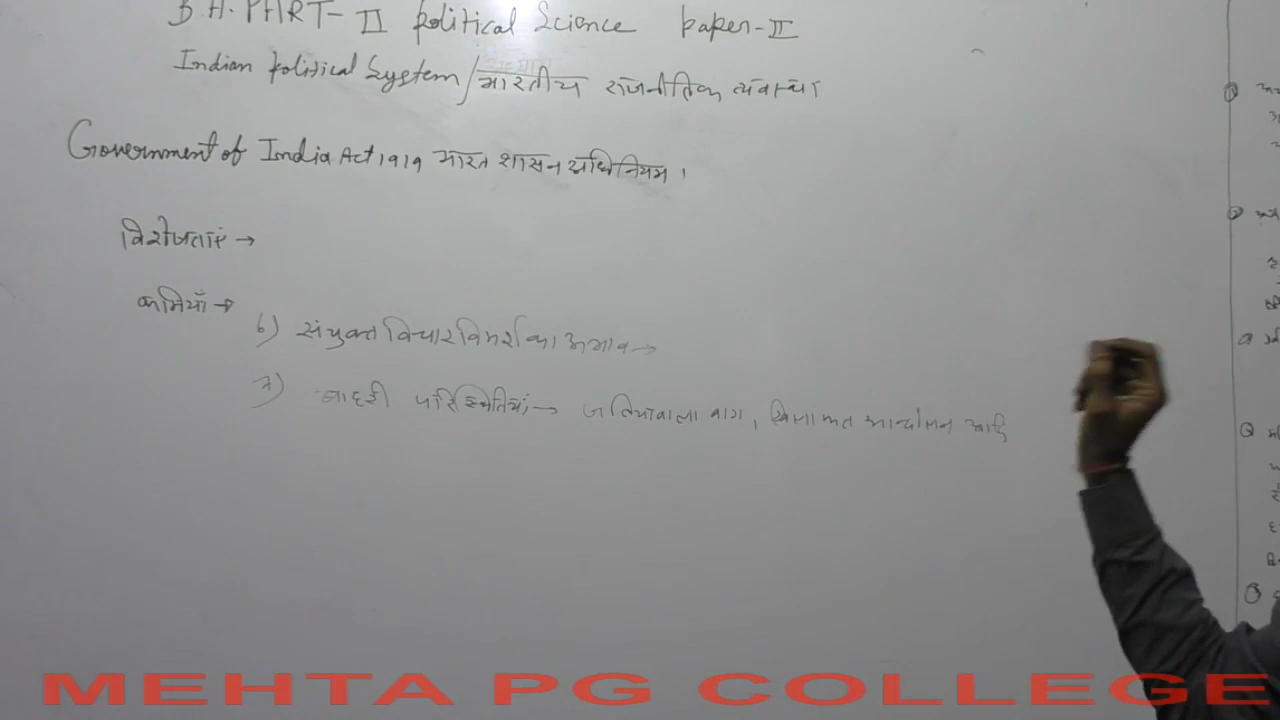 B.A. PART-II Political Science Paper-II
Indian Political System/भारतीय राजनीतिक व्यवस्था
Government of India Act 1919 भारत शासन अधिनियम ।
विशेषताएं →
कमियाँ →
6) संयुक्त विचार विमर्श का अभाव →
7) बाहरी परिस्थितियां → जलियावाला बाग, खिलाफत आन्दोलन आदि
MEHTA PG COLLEGE